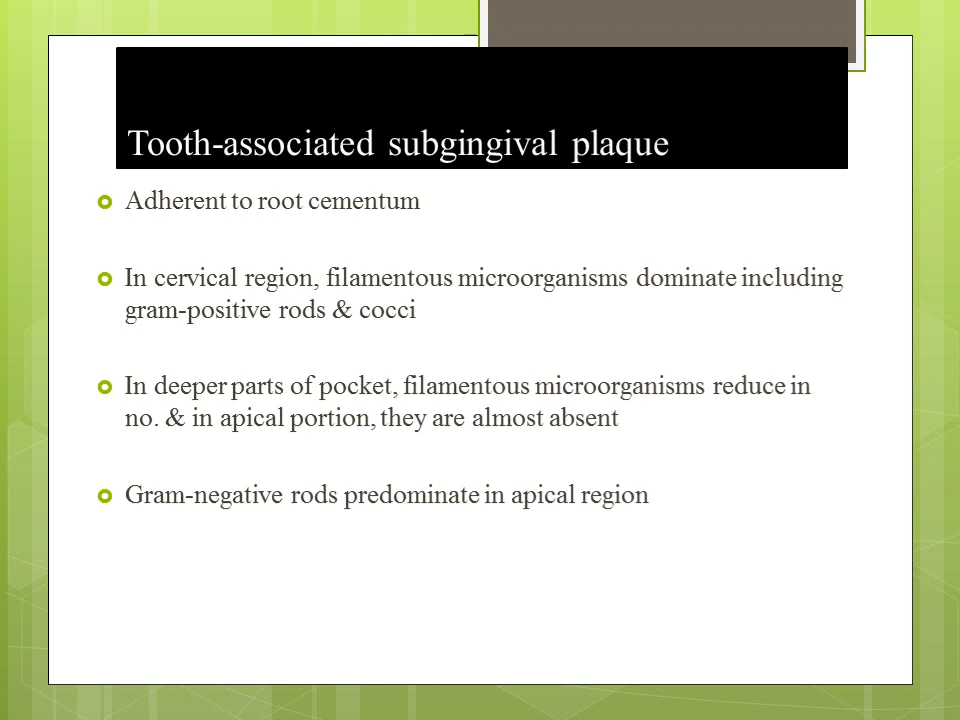 Tooth-associated subgingival plaque
Adherent to root cementum
In cervical region, filamentous microorganisms dominate including
gram-positive rods & cocci
In deeper parts of pocket, filamentous microorganisms reduce in
no. & in apical portion, they are almost absent
Gram-negative rods predominate in apical region